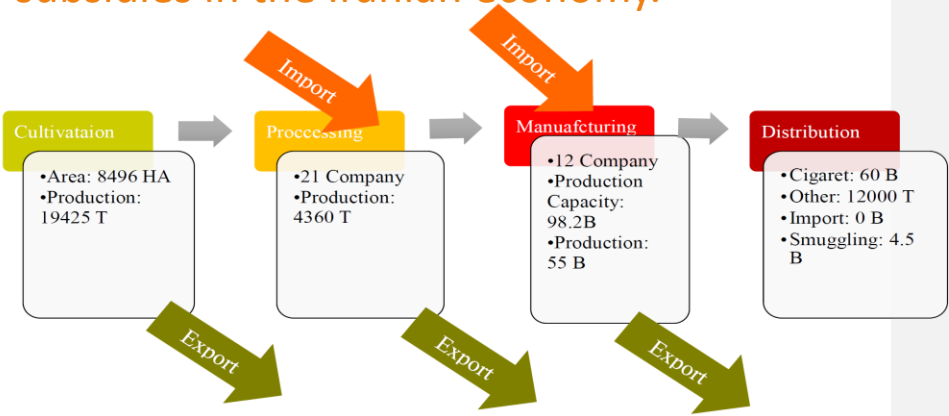 subsidies in the Iranian economy.
Import
Import
Cultivataion
•Area: 8496 HA
•Production:
19425 T
Export
Proccessing
•21 Company
•Production:
4360 T
Export
Manuafcturing
•12 Company
•Production
Capacity:
98.2B
•Production:
55 B
Export
Distribution
•Cigaret: 60 B
•Other: 12000 T
•Import: 0 B
•Smuggling: 4.5
B